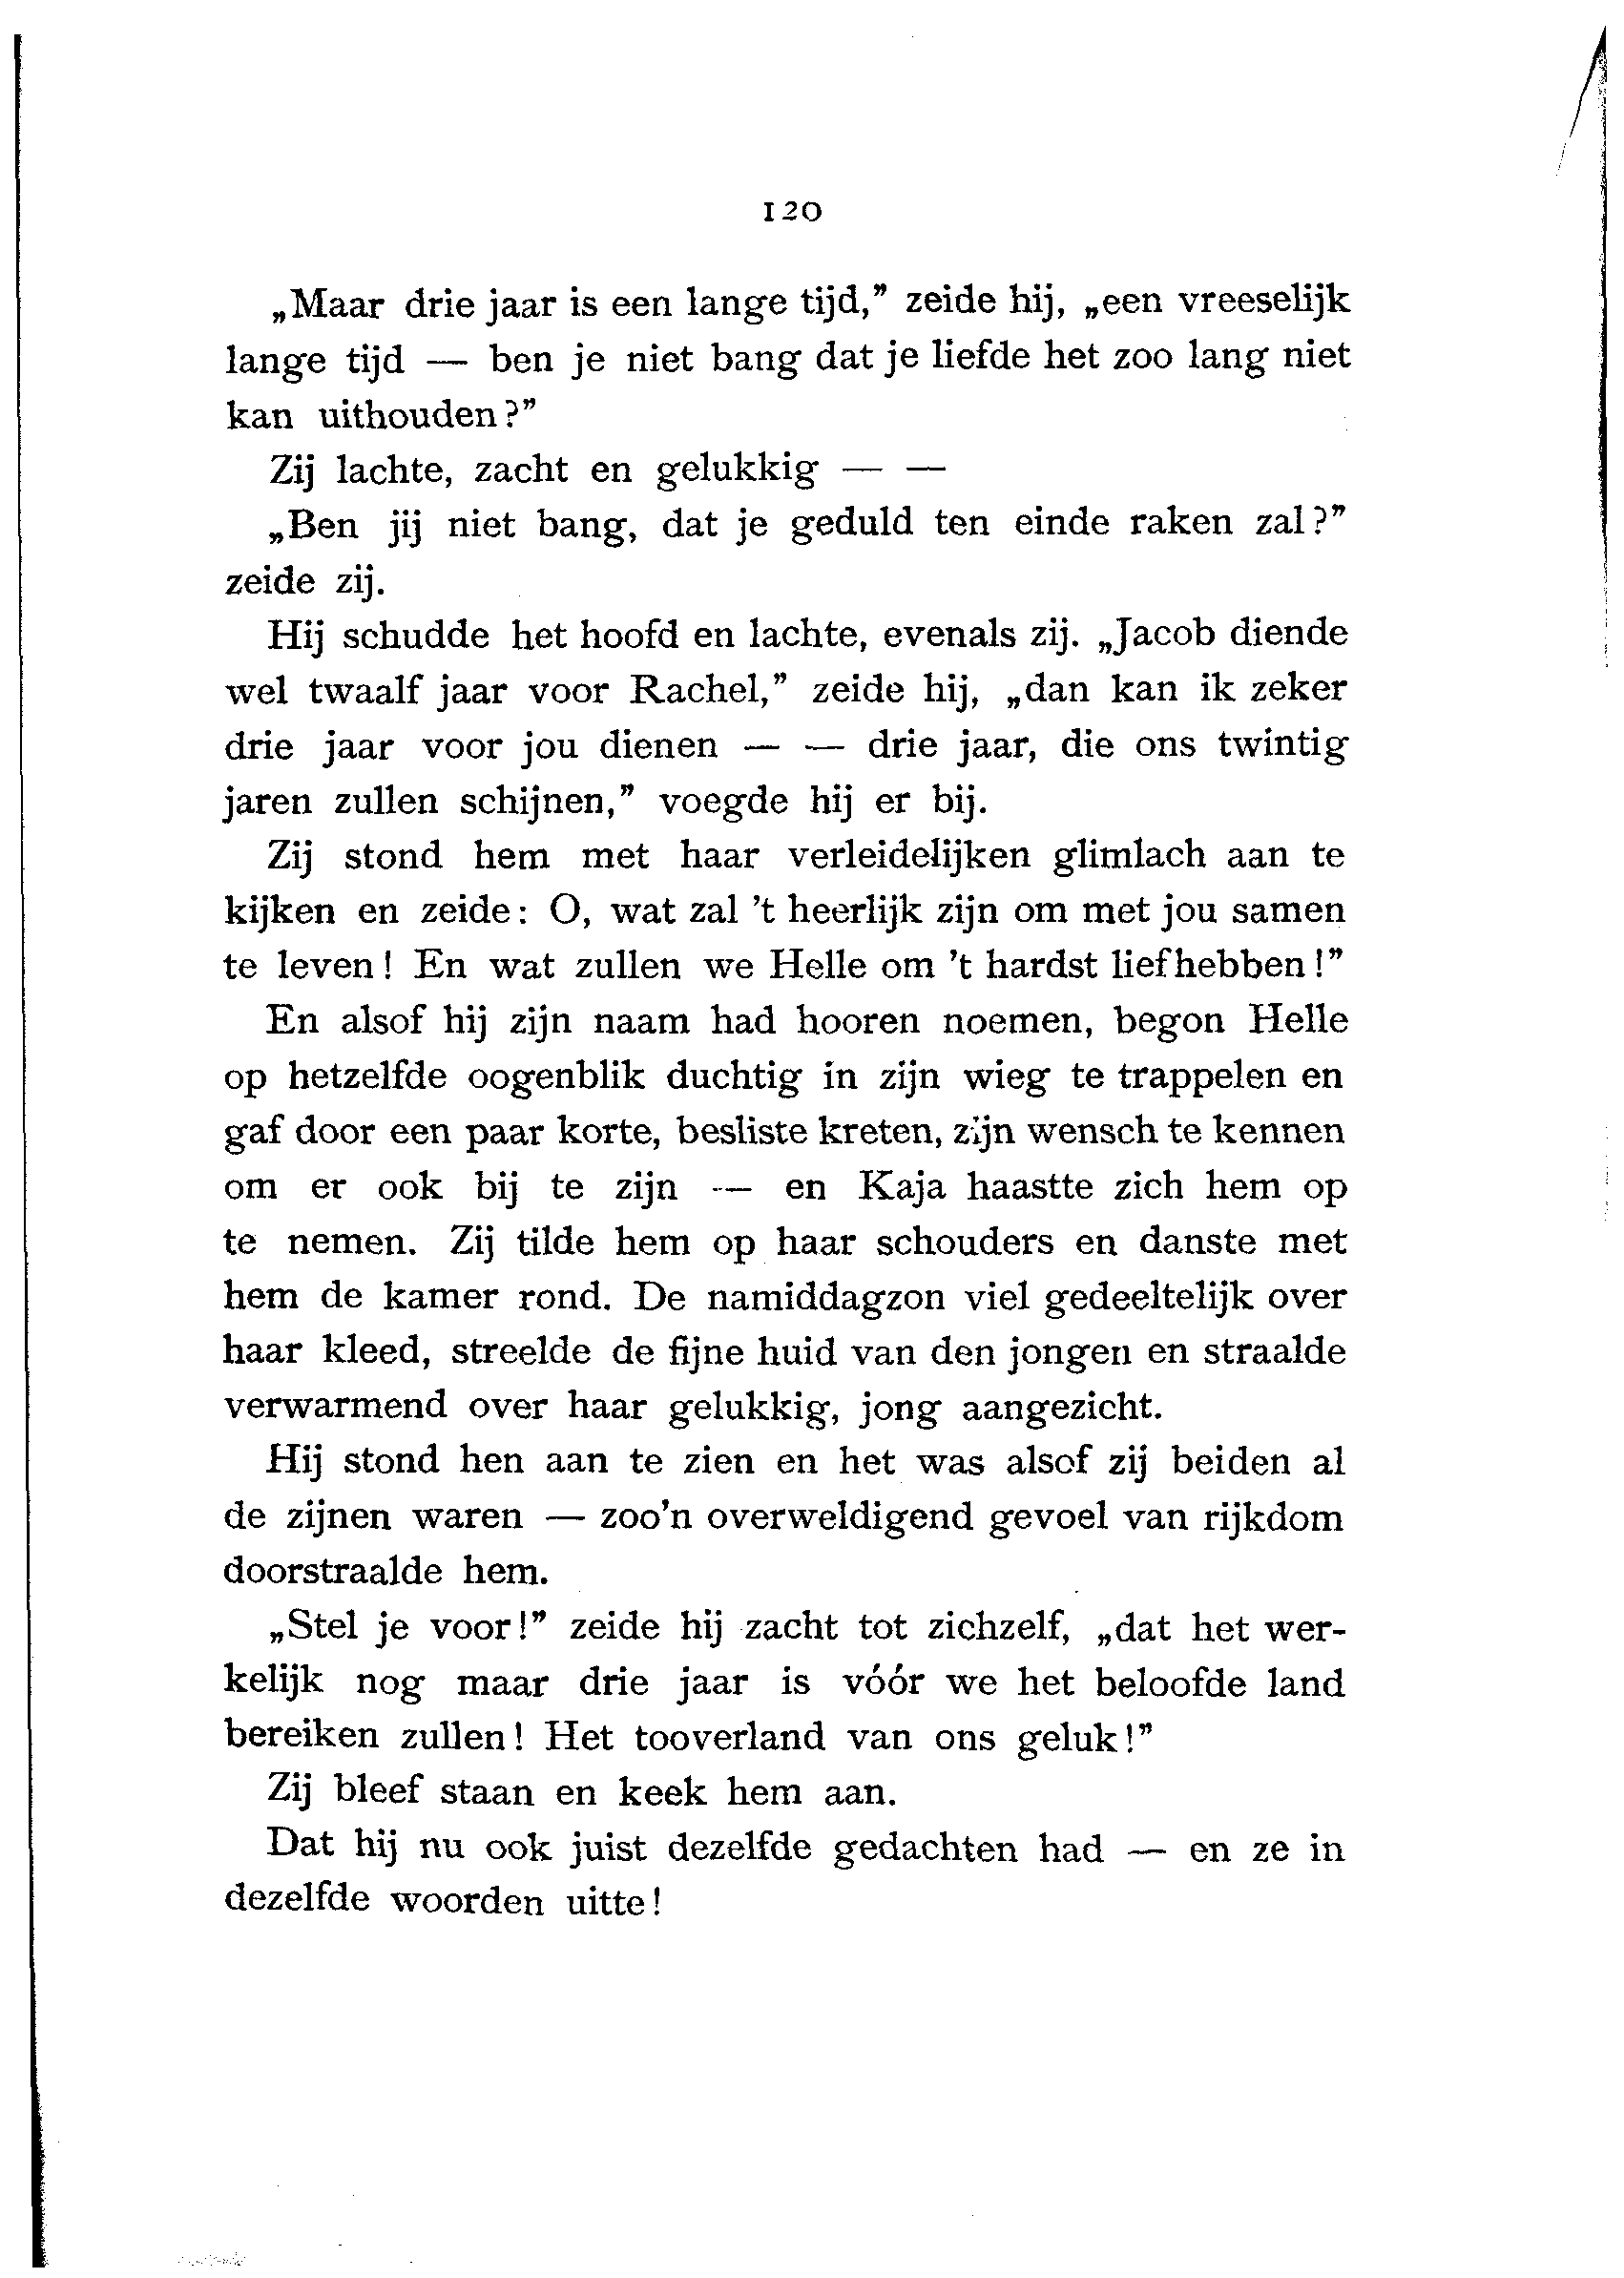 120
„Maar drie jaar is een lange tijd,” zeide hij, „een vreeselijk
lange tijd — ben je niet bang dat je liefde het zoo lang niet
kan uithouden?”
Zij lachte, zacht en gelukkig — —
„Ben jij niet bang, dat je geduld ten einde raken zal?”
zeide zij.
Hij schudde het hoofd en lachte, evenals zij. „Jacob diende
wel twaalf jaar voor Rachel,” zeide hij, „dan kan ik zeker
drie jaar voor jou dienen — — drie jaar, die ons twintig
jaren zullen schijnen,” voegde hij er bij.
Zij stond hem met haar verleidelijken glimlach aan te
kijken en zeide: O, wat zal 't heerlijk zijn om met jou samen
te leven! En wat zullen we Helle om 't hardst liefhebben!”
En alsof hij zijn naam had hooren noemen, begon Helle
op hetzelfde oogenblik duchtig in zijn wieg te trappelen en
gaf door een paar korte, besliste kreten, zijn wensch te kennen
om er ook bij te zijn — en Kaja haastte zich hem op
te nemen. Zij tilde hem op haar schouders en danste met
hem de kamer rond. De namiddagzon viel gedeeltelijk over
haar kleed, streelde de fijne huid van den jongen en straalde
verwarmend over haar gelukkig, jong aangezicht.
Hij stond hen aan te zien en het was alsof zij beiden al
de zijnen waren — zoo'n overweldigend gevoel van rijkdom
doorstraalde hem.
„Stel je voor!” zeide hij zacht tot zichzelf, „dat het wer-
kelijk nog maar drie jaar is vóór we het beloofde land
bereiken zullen! Het tooverland van ons geluk!”
Zij bleef staan en keek hem aan.
Dat hij nu ook juist dezelfde gedachten had — en ze in
dezelfde woorden uitte!